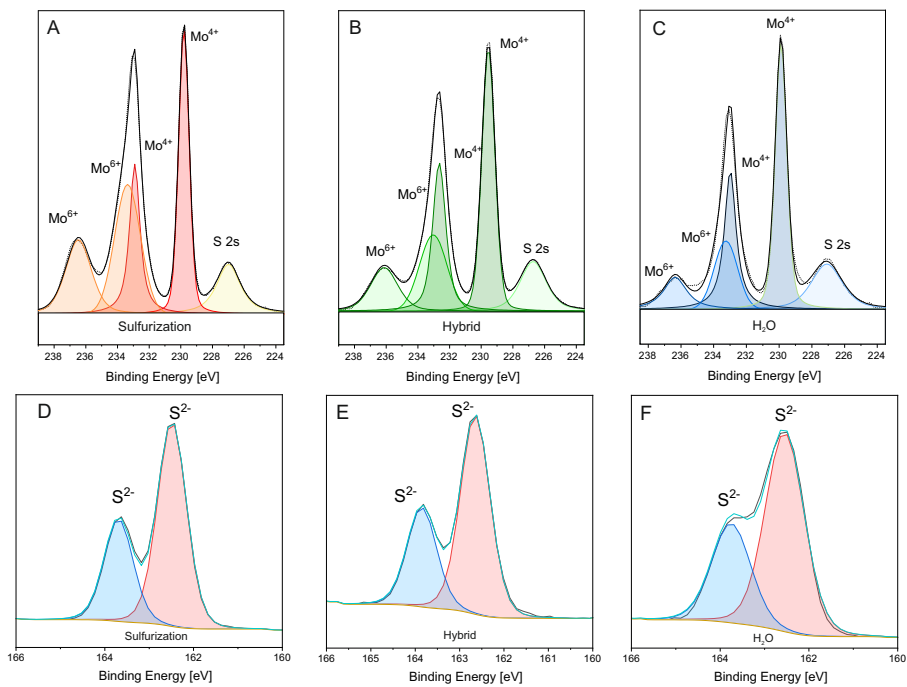 A
Mo⁴⁺
Mo⁶⁺
Mo⁴⁺
Mo⁶⁺
S 2s
Sulfurization
238 236 234 232 230 228 226 224
Binding Energy [eV]
B
Mo⁴⁺
Mo⁴⁺
Mo⁶⁺
Mo⁶⁺
S 2s
Hybrid
238 236 234 232 230 228 226 224
Binding Energy [eV]
C
Mo⁴⁺
Mo⁴⁺
Mo⁶⁺
Mo⁶⁺
S 2s
H₂O
238 236 234 232 230 228 226 224
Binding Energy [eV]
D
S²⁻
S²⁻
Sulfurization
166 164 162 160
Binding Energy [eV]
E
S²⁻
S²⁻
Hybrid
166 165 164 163 162 161 160
Binding Energy [eV]
F
S²⁻
S²⁻
H₂O
166 164 162 160
Binding Energy [eV]